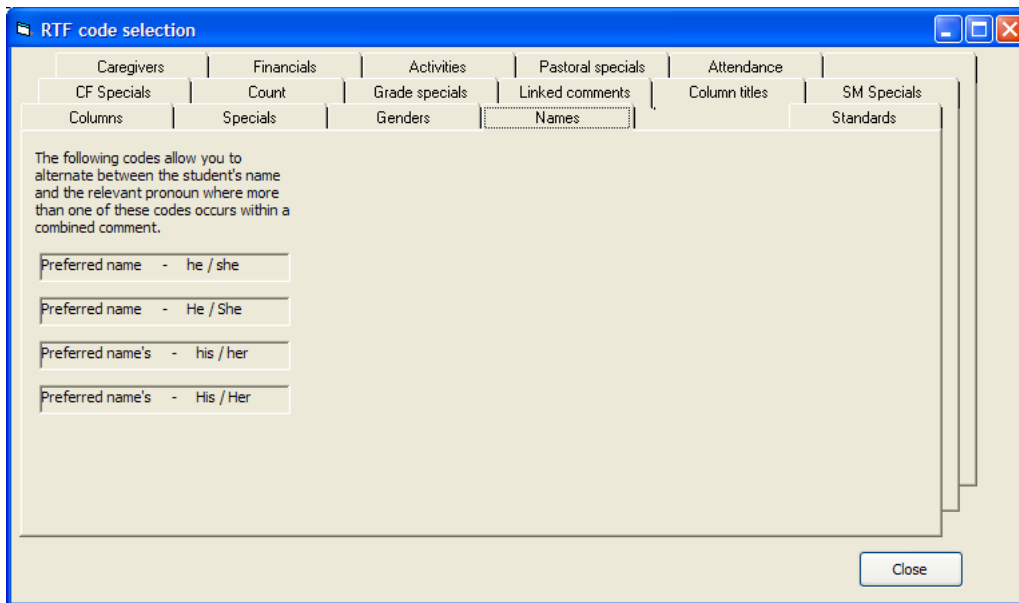 RTF code selection
Caregivers Financials Activities Pastoral specials Attendance
CF Specials Count Grade specials Linked comments Column titles SM Specials
Columns Specials Genders Names Standards
The following codes allow you to
alternate between the student's name
and the relevant pronoun where more
than one of these codes occurs within a
combined comment.
Preferred name - he / she
Preferred name - He / She
Preferred name's - his / her
Preferred name's - His / Her
Close